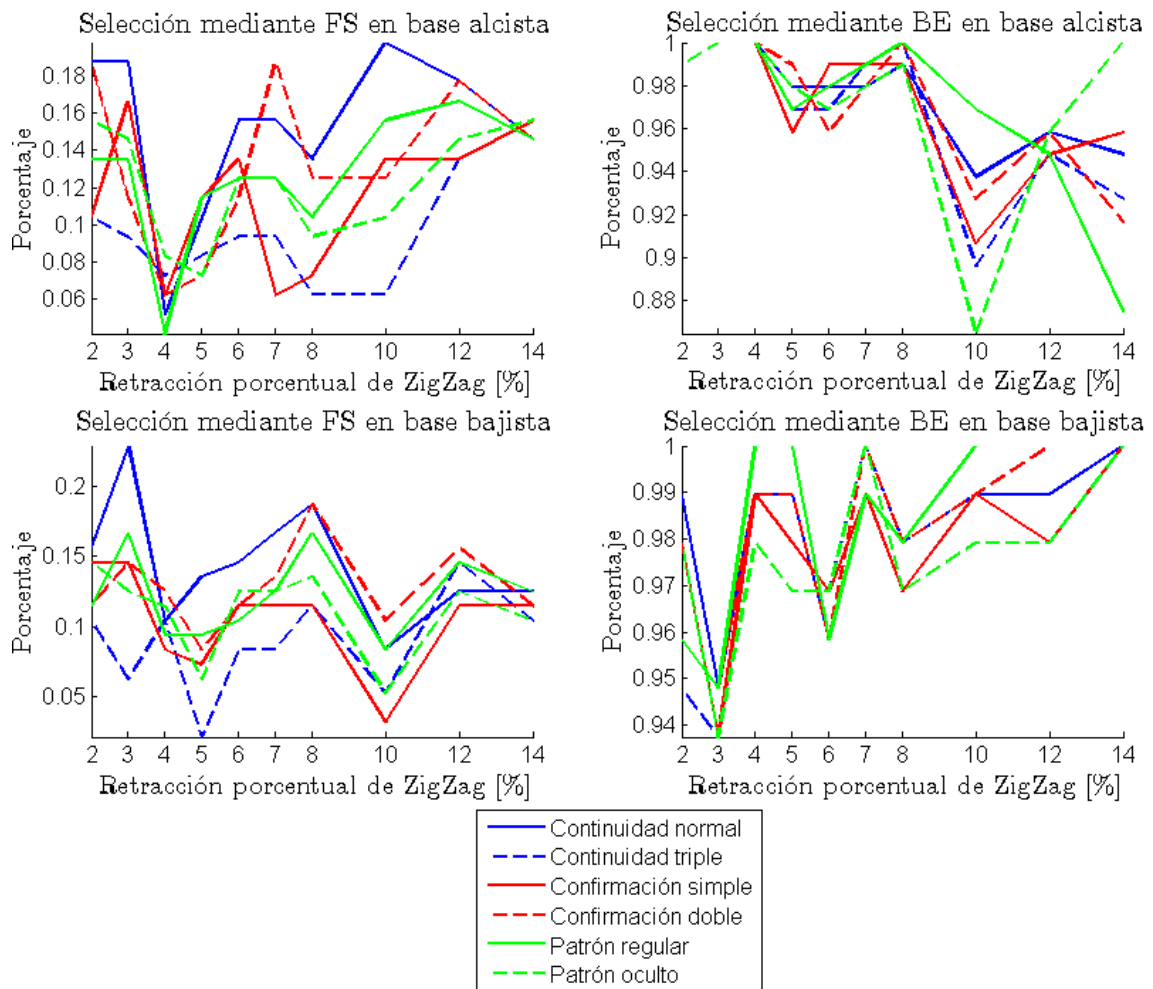 Selección mediante FS en base alcista
Porcentaje
0.18
0.16
0.14
0.12
0.1
0.08
0.06
2 3 4 5 6 7 8 10 12 14
Retracción porcentual de ZigZag [%]
Selección mediante BE en base alcista
Porcentaje
1
0.98
0.96
0.94
0.92
0.9
0.88
2 3 4 5 6 7 8 10 12 14
Retracción porcentual de ZigZag [%]
Selección mediante FS en base bajista
Porcentaje
0.2
0.15
0.1
0.05
2 3 4 5 6 7 8 10 12 14
Retracción porcentual de ZigZag [%]
Selección mediante BE en base bajista
Porcentaje
1
0.99
0.98
0.97
0.96
0.95
0.94
2 3 4 5 6 7 8 10 12 14
Retracción porcentual de ZigZag [%]
Continuidad normal
Continuidad triple
Confirmación simple
Confirmación doble
Patrón regular
Patrón oculto